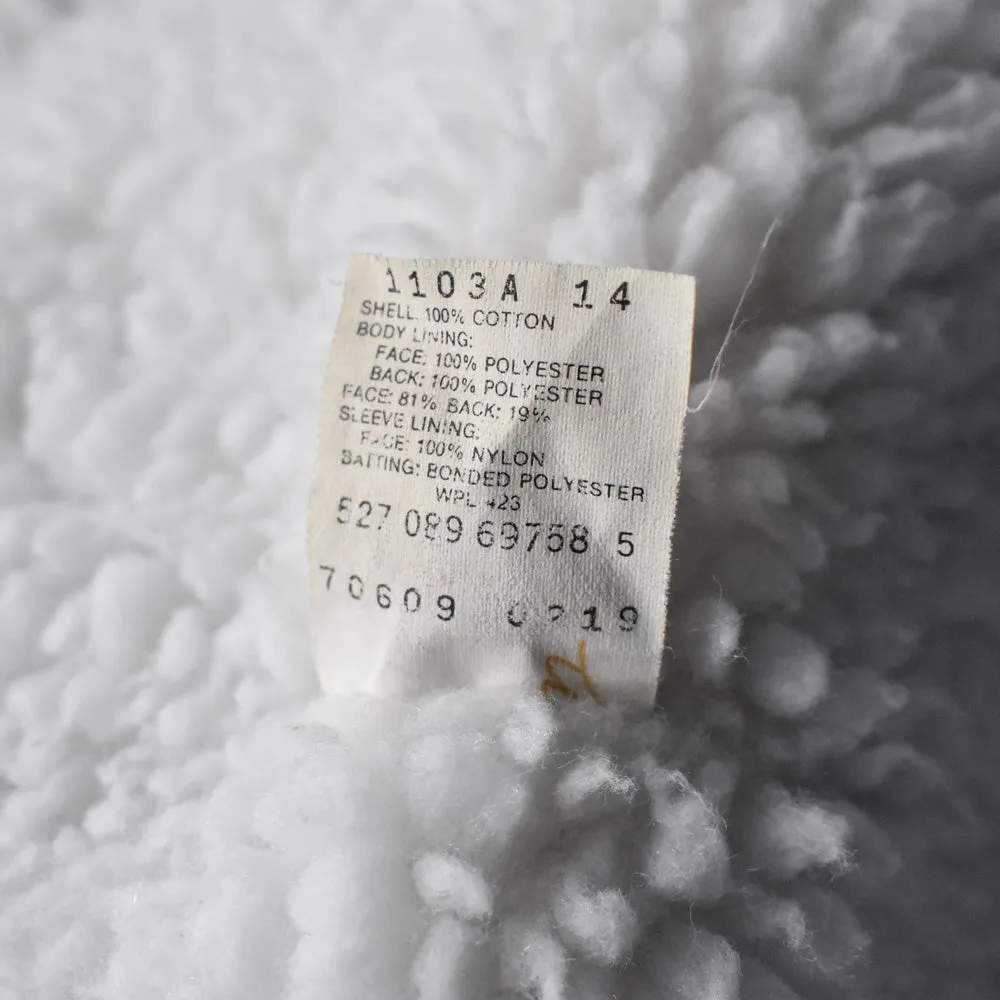 1103A 14
SHELL. 100% COTTON
BODY LINING:
FACE: 100% POLYESTER
BACK: 100% POLYESTER
FACE: 81% BACK: 19%
SLEEVE LINING:
FACE: 100% NYLON
BATTING: BONDED POLYESTER
WPL 423
527 089 69758 5
70609 0219